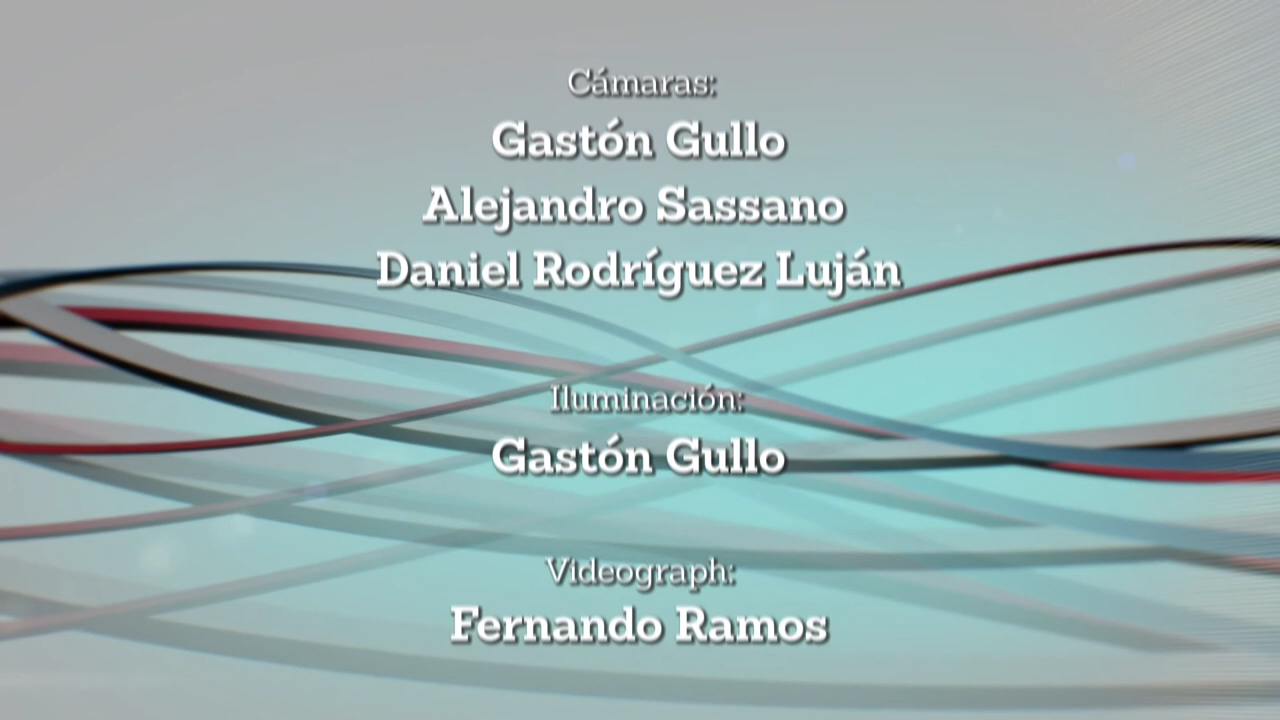 Cámaras:
Gastón Gullo
Alejandro Sassano
Daniel Rodríguez Luján
Iluminación:
Gastón Gullo
Videograph:
Fernando Ramos